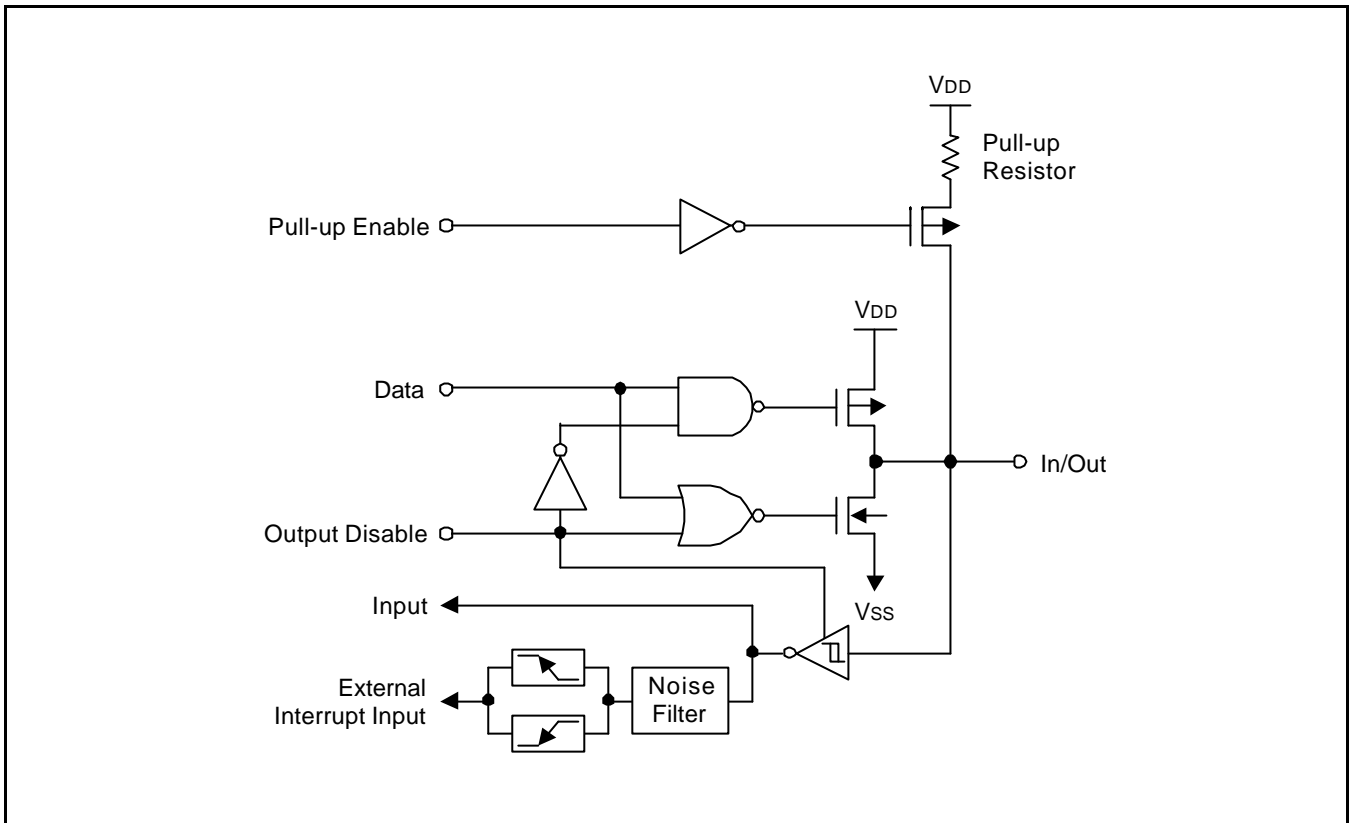 VDD
Pull-up
Resistor
Pull-up Enable
VDD
Data
In/Out
Output Disable
Input
VSS
External
Interrupt Input
Noise
Filter